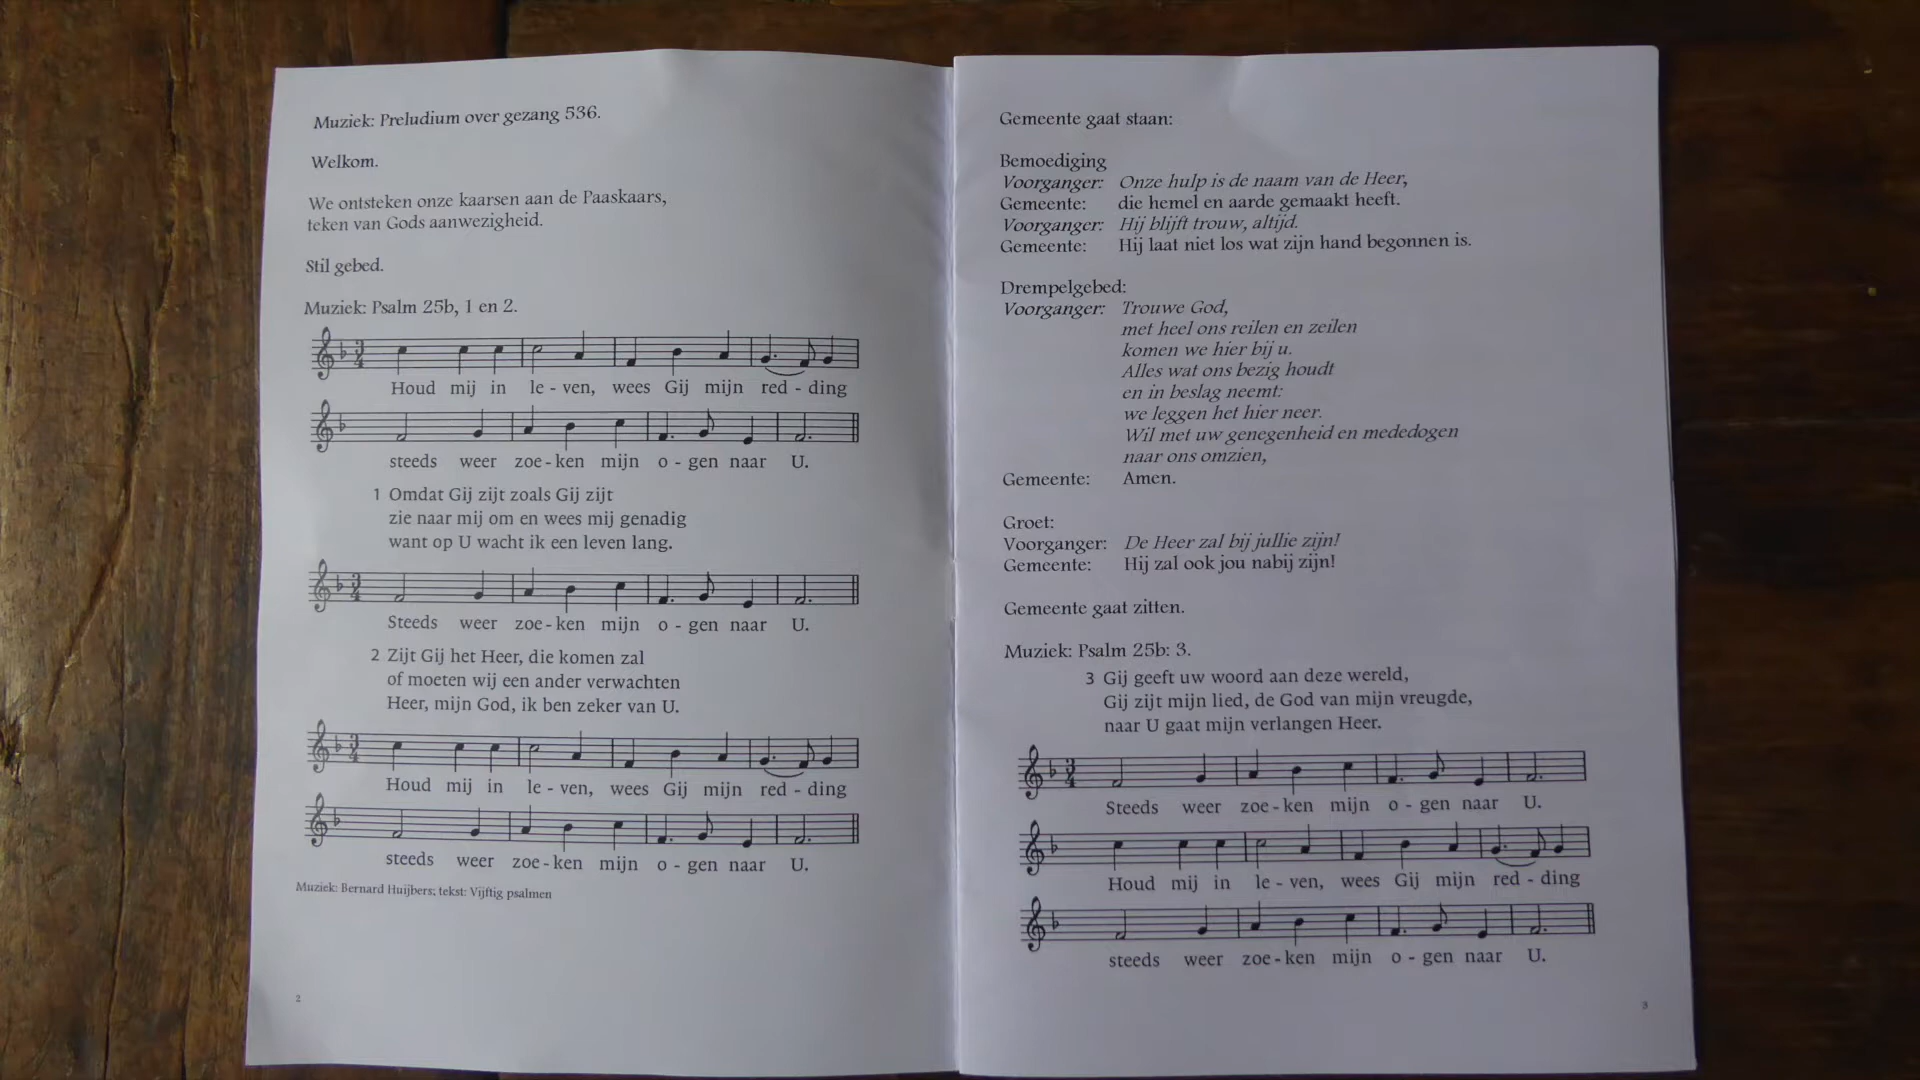 Muziek: Preludium over gezang 536.
Welkom.
We ontsteken onze kaarsen aan de Paaskaars,
teken van Gods aanwezigheid.
Stil gebed.
Muziek: Psalm 25b, 1 en 2.
3
4
Houd mij in le - ven, wees Gij mijn red - ding
steeds weer zoe - ken mijn o - gen naar U.
1 Omdat Gij zijt zoals Gij zijt
zie naar mij om en wees mij genadig
want op U wacht ik een leven lang.
3
4
Steeds weer zoe - ken mijn o - gen naar U.
2 Zijt Gij het Heer, die komen zal
of moeten wij een ander verwachten
Heer, mijn God, ik ben zeker van U.
3
4
Houd mij in le - ven, wees Gij mijn red - ding
steeds weer zoe - ken mijn o - gen naar U.
Muziek: Bernard Huijbers; tekst: Vijftig psalmen
2
Gemeente gaat staan:
Bemoediging
Voorganger: Onze hulp is de naam van de Heer,
Gemeente: die hemel en aarde gemaakt heeft.
Voorganger: Hij blijft trouw, altijd.
Gemeente: Hij laat niet los wat zijn hand begonnen is.
Drempelgebed:
Voorganger: Trouwe God,
met heel ons reilen en zeilen
komen we hier bij u.
Alles wat ons bezig houdt
en in beslag neemt:
we leggen het hier neer.
Wil met uw genegenheid en mededogen
naar ons omzien,
Gemeente: Amen.
Groet:
Voorganger: De Heer zal bij jullie zijn!
Gemeente: Hij zal ook jou nabij zijn!
Gemeente gaat zitten.
Muziek: Psalm 25b: 3.
3 Gij geeft uw woord aan deze wereld,
Gij zijt mijn lied, de God van mijn vreugde,
naar U gaat mijn verlangen Heer.
3
4
Steeds weer zoe - ken mijn o - gen naar U.
Houd mij in le - ven, wees Gij mijn red - ding
steeds weer zoe - ken mijn o - gen naar U.
3